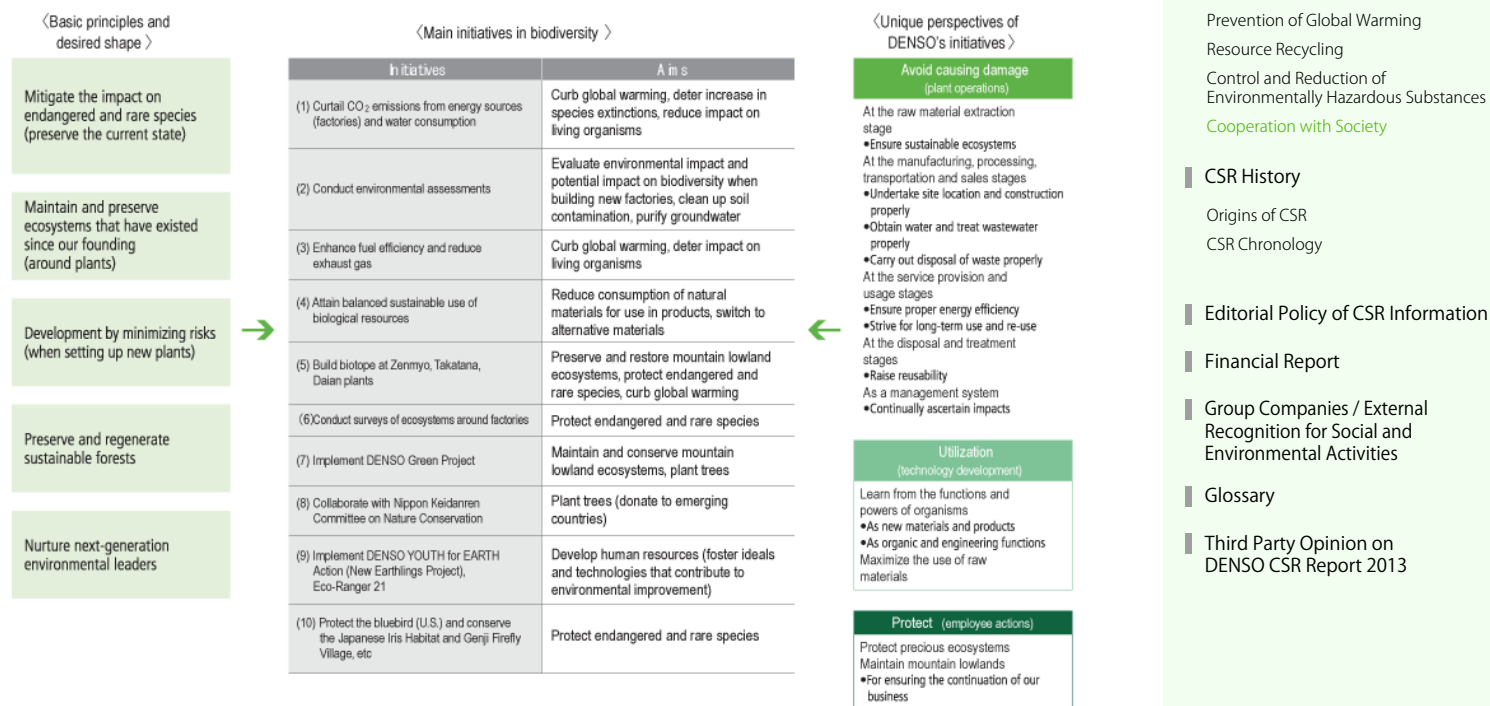 〈Basic principles and
desired shape 〉
Mitigate the impact on
endangered and rare species
(preserve the current state)
Maintain and preserve
ecosystems that have existed
since our founding
(around plants)
Development by minimizing risks
(when setting up new plants)
Preserve and regenerate
sustainable forests
Nurture next-generation
environmental leaders
〈Main initiatives in biodiversity 〉
Initiatives
Aims
(1) Curtail CO2 emissions from energy sources
(factories) and water consumption
Curb global warming, deter increase in
species extinctions, reduce impact on
living organisms
(2) Conduct environmental assessments
Evaluate environmental impact and
potential impact on biodiversity when
building new factories, clean up soil
contamination, purify groundwater
(3) Enhance fuel efficiency and reduce
exhaust gas
Curb global warming, deter impact on
living organisms
(4) Attain balanced sustainable use of
biological resources
Reduce consumption of natural
materials for use in products, switch to
alternative materials
(5) Build biotope at Zenmyo, Takatana,
Daian plants
Preserve and restore mountain lowland
ecosystems, protect endangered and
rare species, curb global warming
(6)Conduct surveys of ecosystems around factories
Protect endangered and rare species
(7) Implement DENSO Green Project
Maintain and conserve mountain
lowland ecosystems, plant trees
(8) Collaborate with Nippon Keidanren
Committee on Nature Conservation
Plant trees (donate to emerging
countries)
(9) Implement DENSO YOUTH for EARTH
Action (New Earthlings Project),
Eco-Ranger 21
Develop human resources (foster ideals
and technologies that contribute to
environmental improvement)
(10) Protect the bluebird (U.S.) and conserve
the Japanese Iris Habitat and Genji Firefly
Village, etc
Protect endangered and rare species
〈Unique perspectives of
DENSO's initiatives〉
Avoid causing damage
(plant operations)
At the raw material extraction
stage
•Ensure sustainable ecosystems
At the manufacturing, processing,
transportation and sales stages
•Undertake site location and construction
properly
•Obtain water and treat wastewater
properly
•Carry out disposal of waste properly
At the service provision and
usage stages
•Ensure proper energy efficiency
•Strive for long-term use and re-use
At the disposal and treatment
stages
•Raise reusability
As a management system
•Continually ascertain impacts
Utilization
(technology development)
Learn from the functions and
powers of organisms
•As new materials and products
•As organic and engineering functions
Maximize the use of raw
materials
Protect (employee actions)
Protect precious ecosystems
Maintain mountain lowlands
•For ensuring the continuation of our
business
Prevention of Global Warming
Resource Recycling
Control and Reduction of
Environmentally Hazardous Substances
Cooperation with Society
CSR History
Origins of CSR
CSR Chronology
Editorial Policy of CSR Information
Financial Report
Group Companies / External
Recognition for Social and
Environmental Activities
Glossary
Third Party Opinion on
DENSO CSR Report 2013